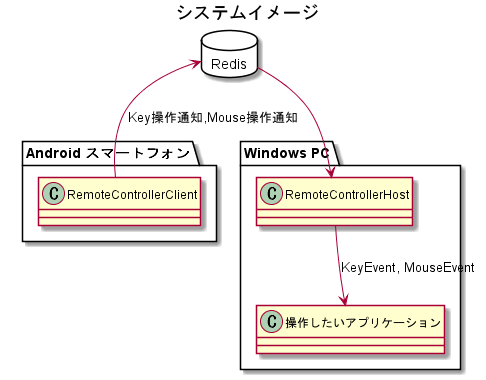 システムイメージ
Redis
Key操作通知,Mouse操作通知
Android スマートフォン
Windows PC
C RemoteControllerClient
C RemoteControllerHost
KeyEvent, MouseEvent
C 操作したいアプリケーション